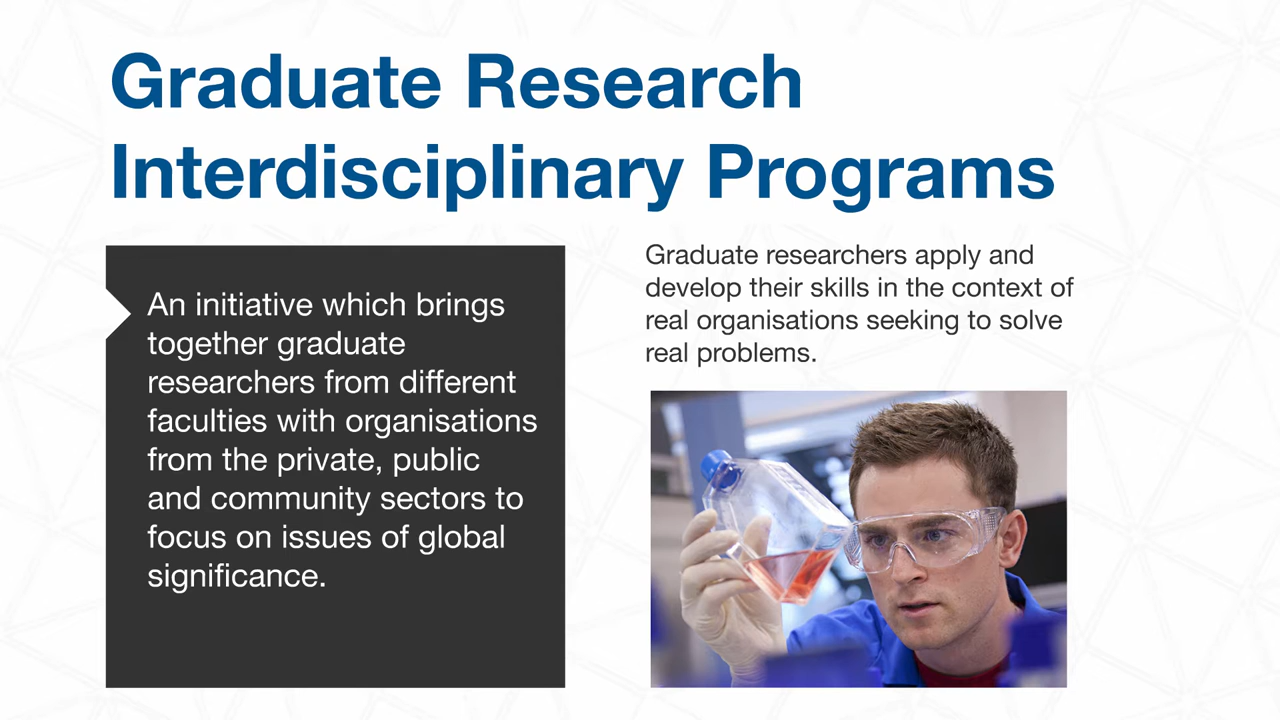 Graduate Research
Interdisciplinary Programs
An initiative which brings
together graduate
researchers from different
faculties with organisations
from the private, public
and community sectors to
focus on issues of global
significance.
Graduate researchers apply and
develop their skills in the context of
real organisations seeking to solve
real problems.